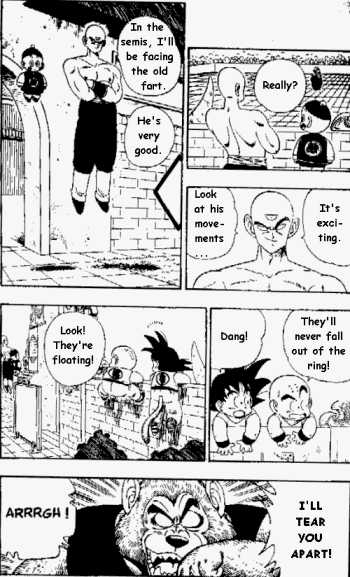 In the
semis, I'll
be facing
the old
fart.
He's
very
good.
Really?
Look
at his
move-
ments
...
It's
exci-
ting.
Look!
They're
floating!
Dang!
They'll
never fall
out of the
ring!
ARRRGH!
I'LL
TEAR
YOU
APART!